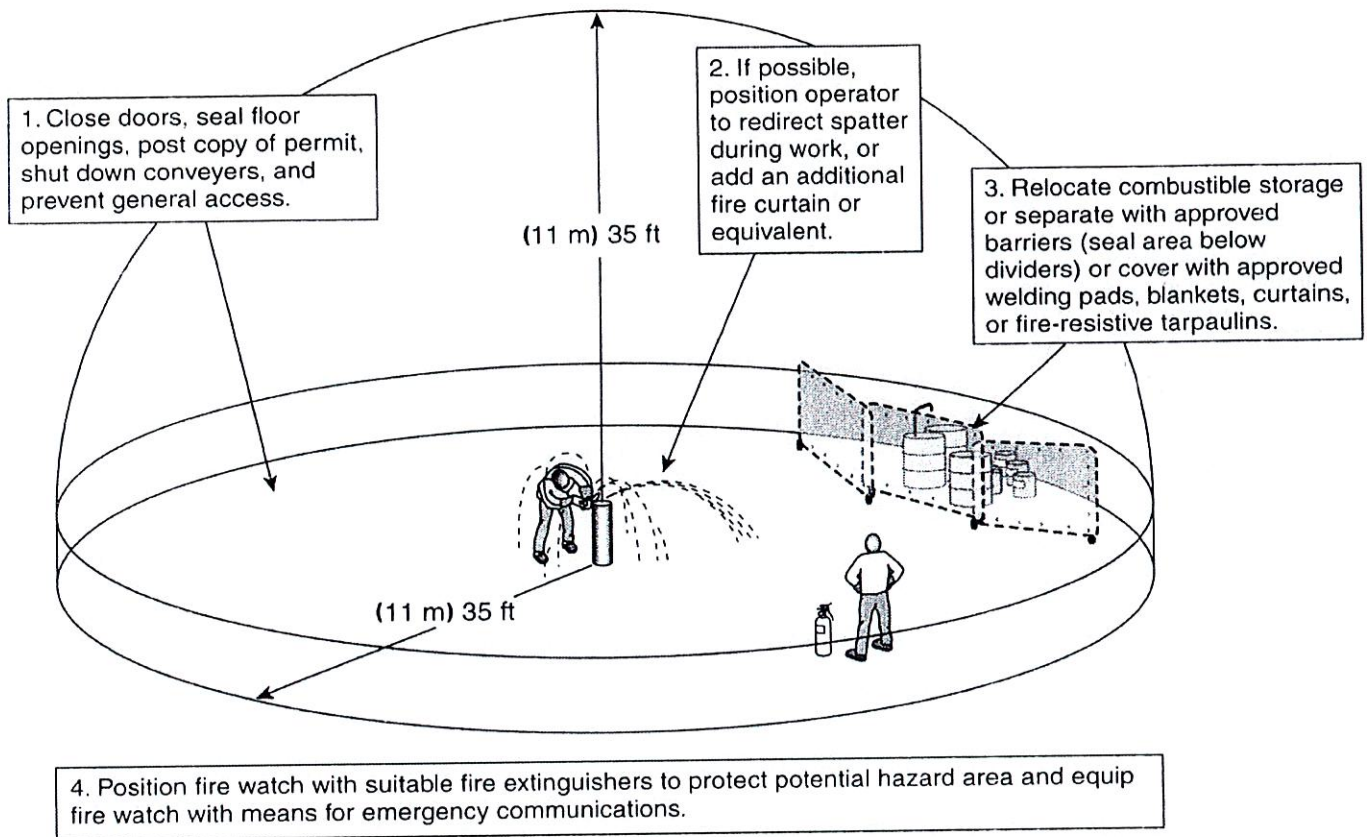 1. Close doors, seal floor
openings, post copy of permit,
shut down conveyers, and
prevent general access.
2. If possible,
position operator
to redirect spatter
during work, or
add an additional
fire curtain or
equivalent.
3. Relocate combustible storage
or separate with approved
barriers (seal area below
dividers) or cover with approved
welding pads, blankets, curtains,
or fire-resistive tarpaulins.
(11 m) 35 ft
(11 m) 35 ft
4. Position fire watch with suitable fire extinguishers to protect potential hazard area and equip
fire watch with means for emergency communications.